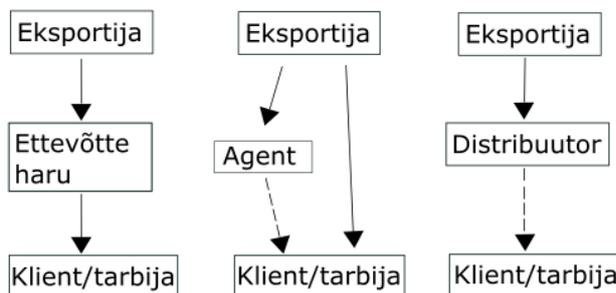 Eksportija
Ettevõtte
haru
Klient/tarbija
Eksportija
Agent
Klient/tarbija
Eksportija
Distribuutor
Klient/tarbija